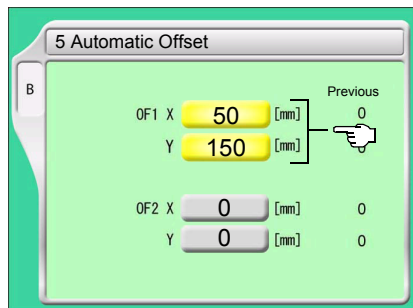 5 Automatic Offset
B
Previous
OF1 X 50 [mm] 0
Y 150 [mm]
OF2 X 0 [mm] 0
Y 0 [mm] 0